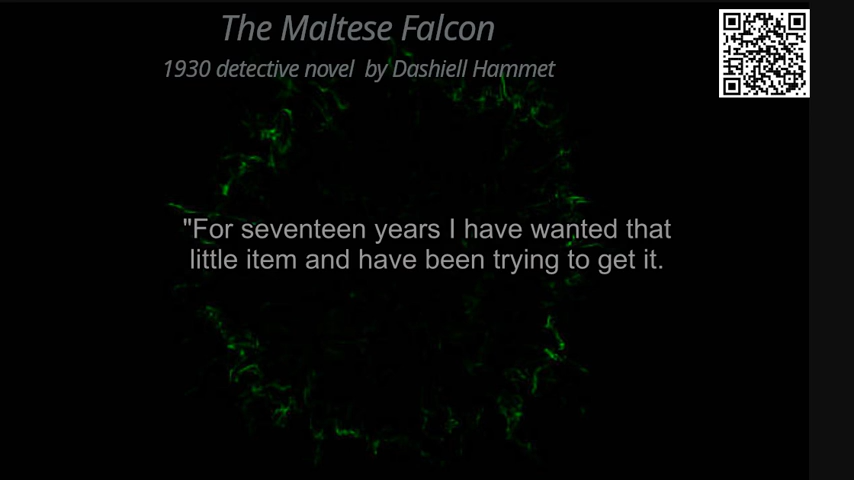 The Maltese Falcon
1930 detective novel by Dashiell Hammet
"For seventeen years I have wanted that
little item and have been trying to get it.